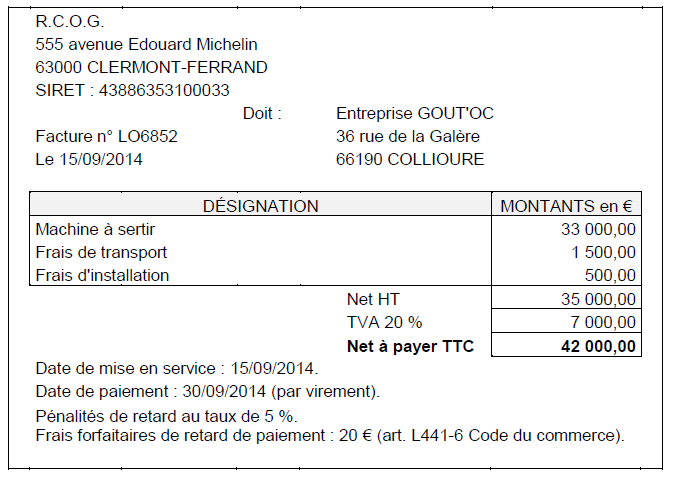 R.C.O.G.
555 avenue Edouard Michelin
63000 CLERMONT-FERRAND
SIRET : 43886353100033
Doit : Entreprise GOUT'OC
Facture n° LO6852 36 rue de la Galère
Le 15/09/2014 66190 COLLIOURE
DÉSIGNATION MONTANTS en €
Machine à sertir 33 000,00
Frais de transport 1 500,00
Frais d'installation 500,00
Net HT 35 000,00
TVA 20 % 7 000,00
Net à payer TTC 42 000,00
Date de mise en service : 15/09/2014.
Date de paiement : 30/09/2014 (par virement).
Pénalités de retard au taux de 5 %.
Frais forfaitaires de retard de paiement : 20 € (art. L441-6 Code du commerce).